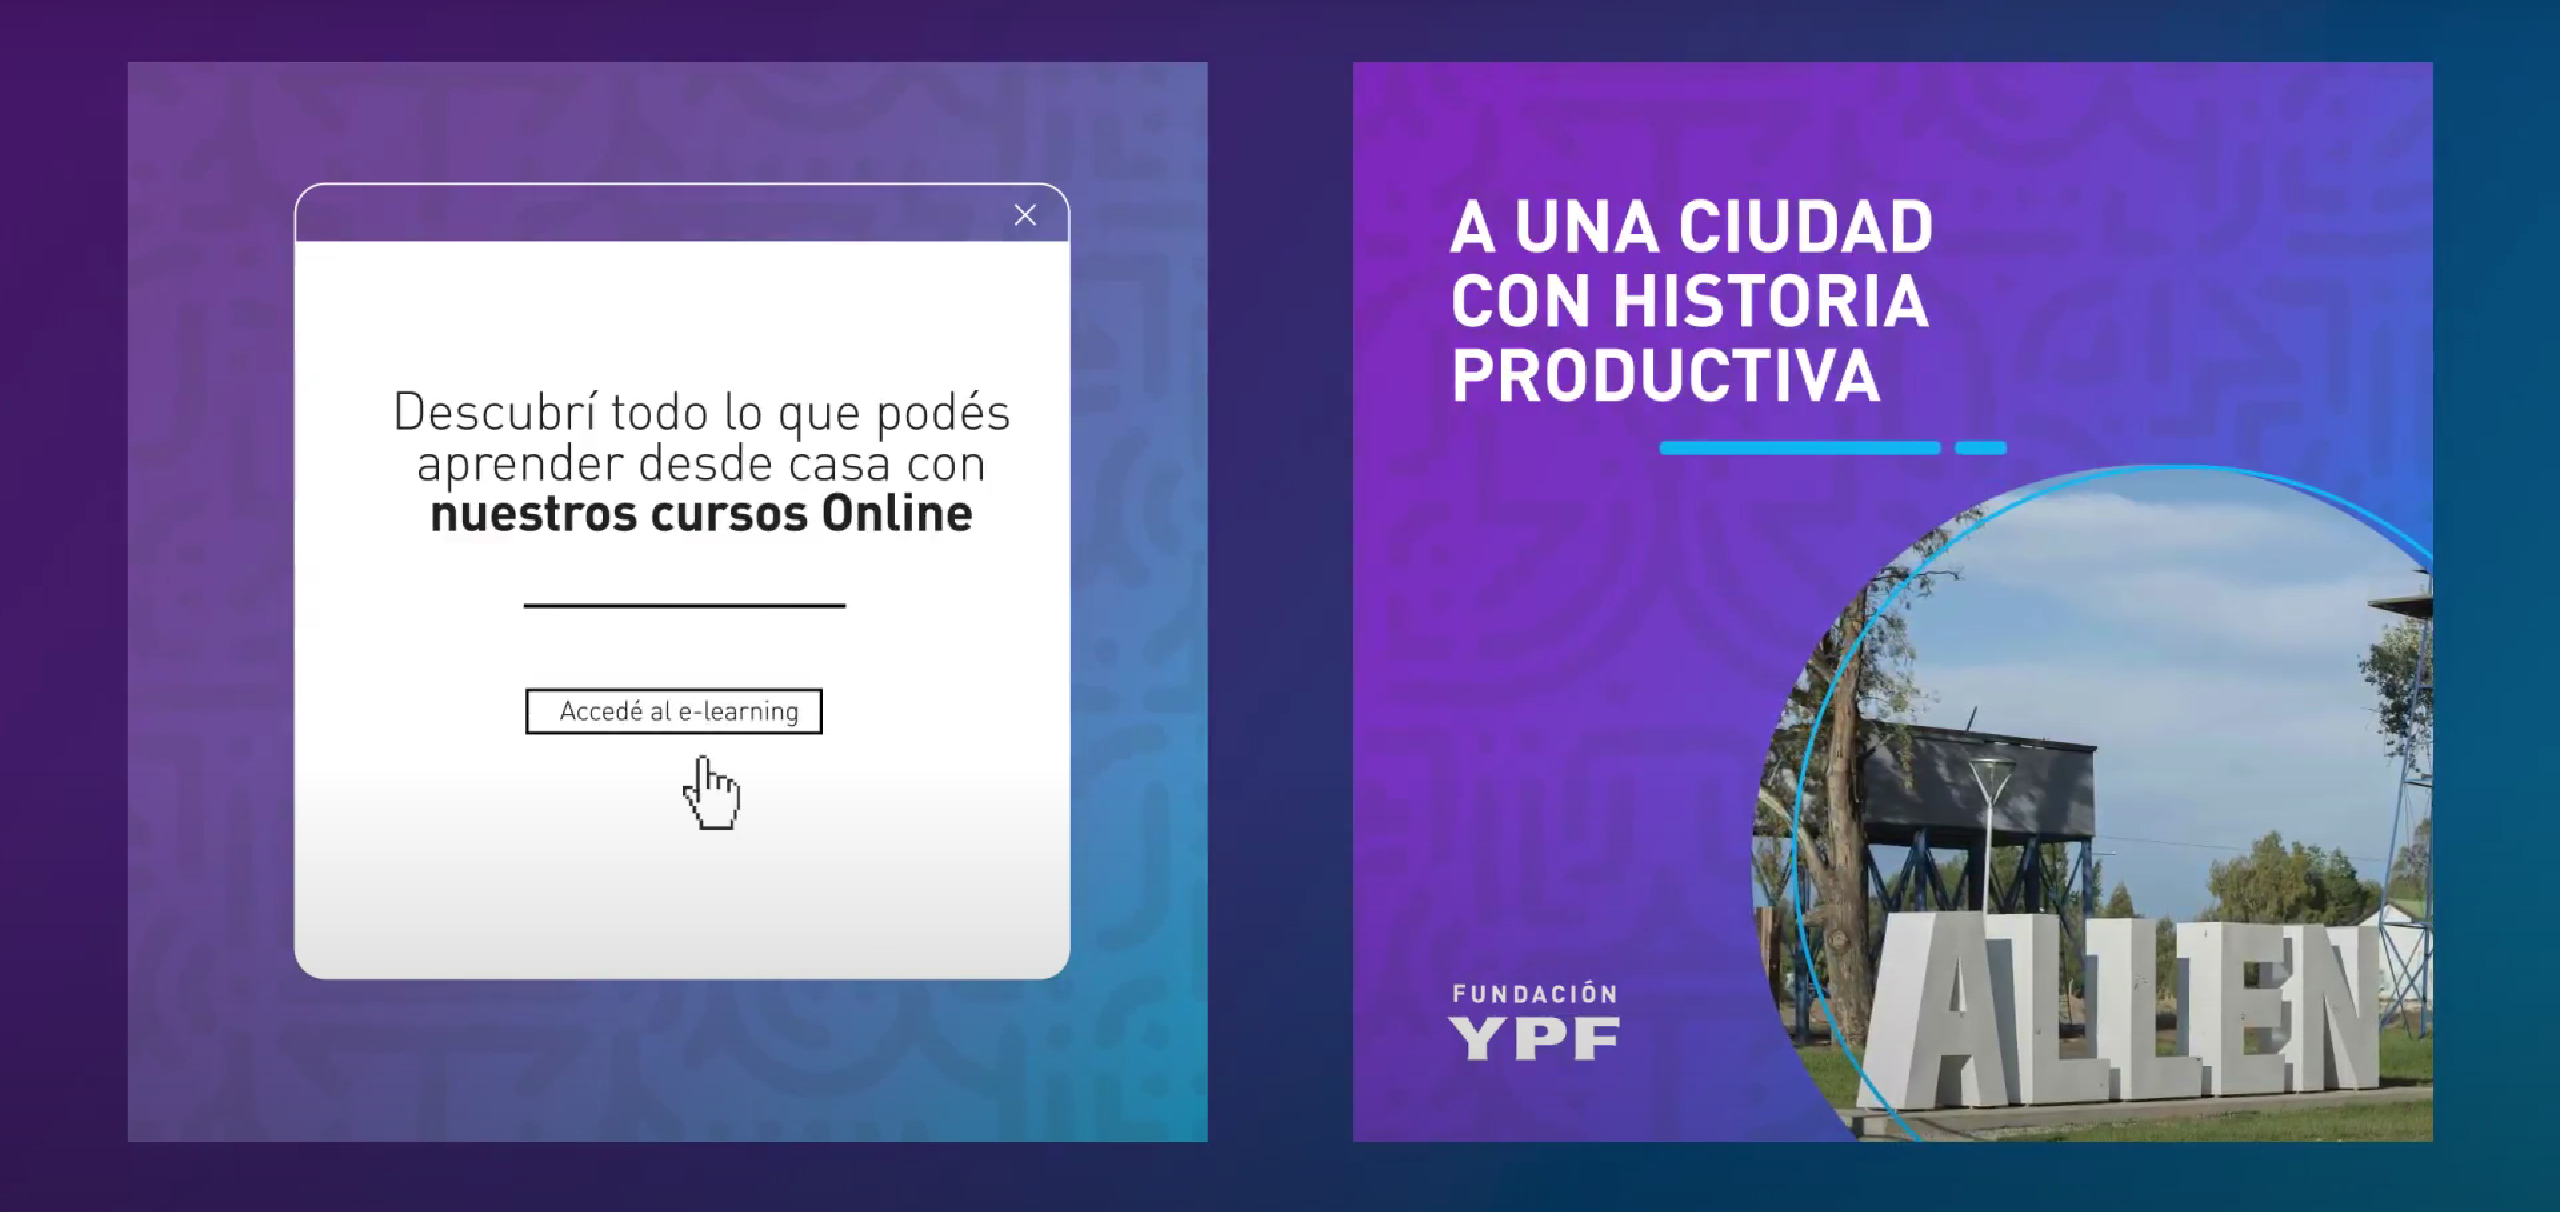 Descubrí todo lo que podés
aprender desde casa con
nuestros cursos Online
Accedé al e-learning
A UNA CIUDAD
CON HISTORIA
PRODUCTIVA
FUNDACIÓN
YPF
ALLEN